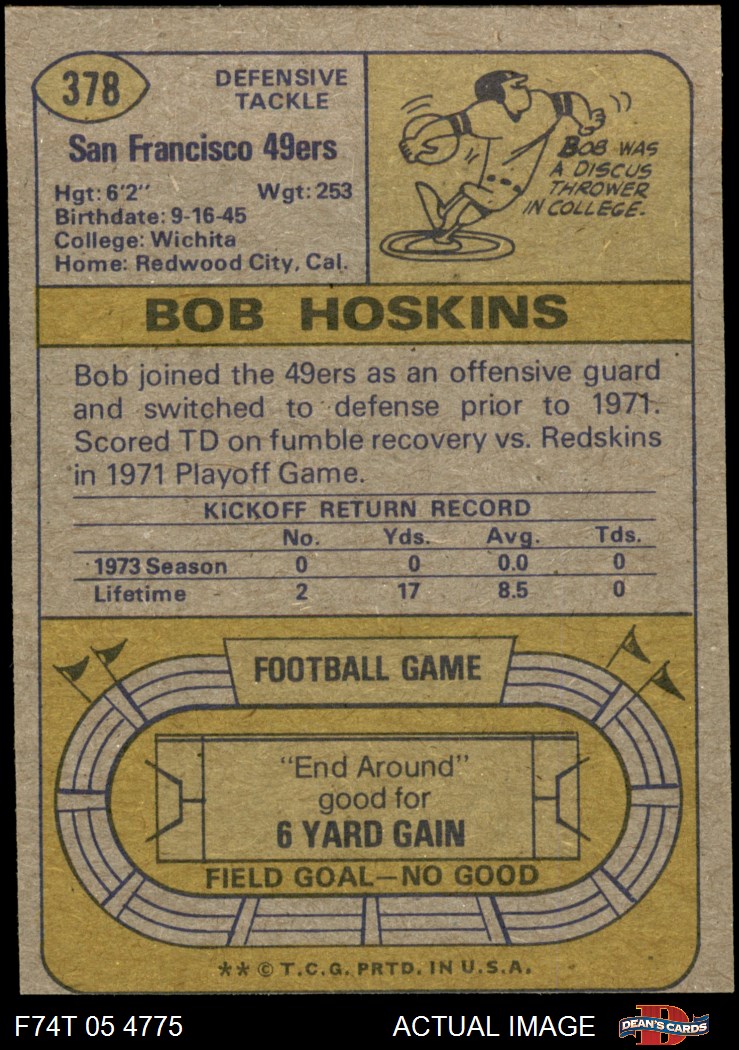 378
DEFENSIVE
TACKLE
San Francisco 49ers
Hgt: 6'2" Wgt: 253
Birthdate: 9-16-45
College: Wichita
Home: Redwood City, Cal.
BOB WAS
A DISCUS
THROWER
IN COLLEGE.
BOB HOSKINS
Bob joined the 49ers as an offensive guard
and switched to defense prior to 1971.
Scored TD on fumble recovery vs. Redskins
in 1971 Playoff Game.
KICKOFF RETURN RECORD
No. Yds. Avg. Tds.
1973 Season 0 0 0.0 0
Lifetime 2 17 8.5 0
FOOTBALL GAME
"End Around"
good for
6 YARD GAIN
FIELD GOAL—NO GOOD
** © T.C.G. PRTD. IN U.S.A.
F74T 05 4775 ACTUAL IMAGE
D
DEAN'S CARDS